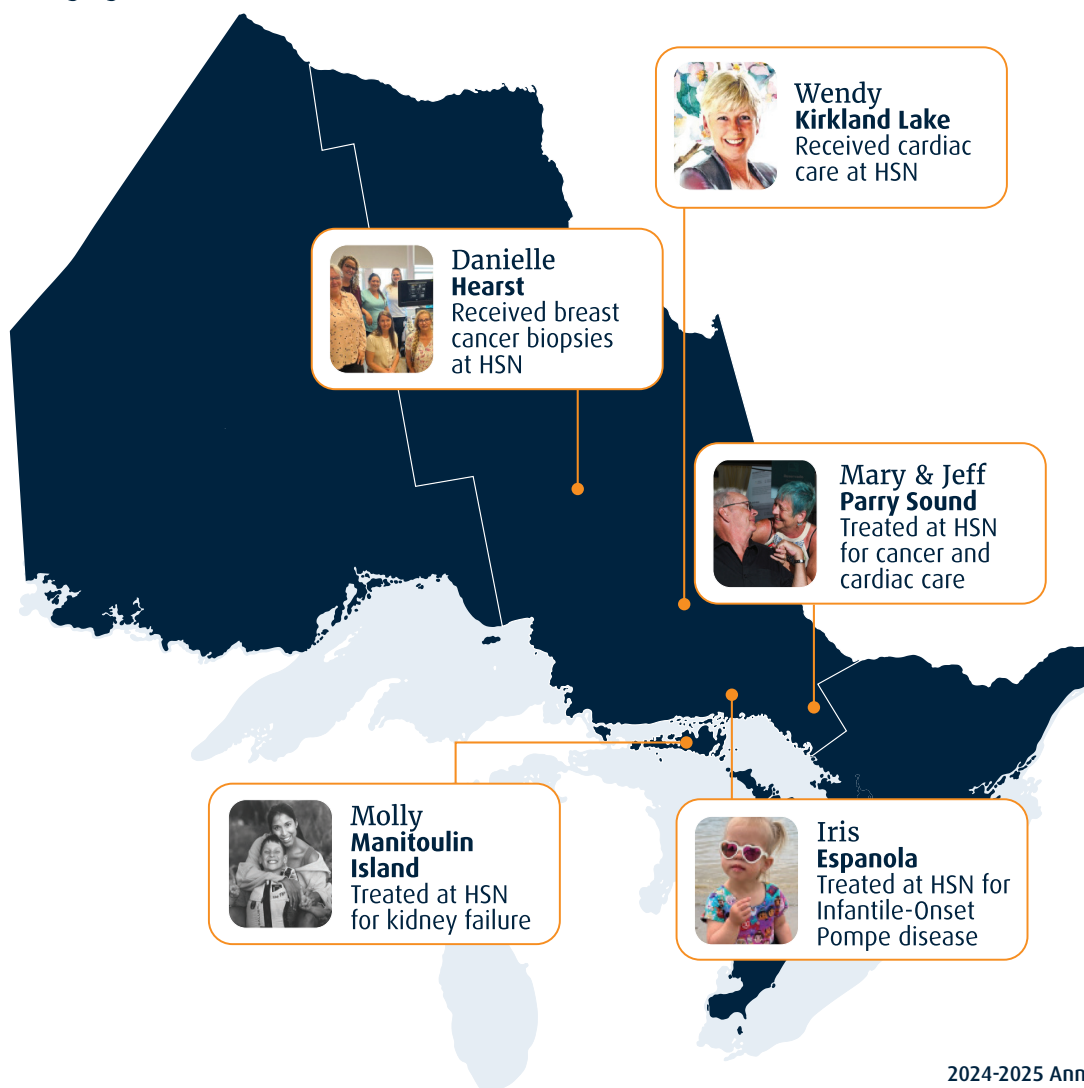 Wendy
Kirkland Lake
Received cardiac
care at HSN
Danielle
Hearst
Received breast
cancer biopsies
at HSN
Mary & Jeff
Parry Sound
Treated at HSN
for cancer and
cardiac care
Molly
Manitoulin
Island
Treated at HSN
for kidney failure
Iris
Espanola
Treated at HSN for
Infantile-Onset
Pompe disease
2024-2025 Ann